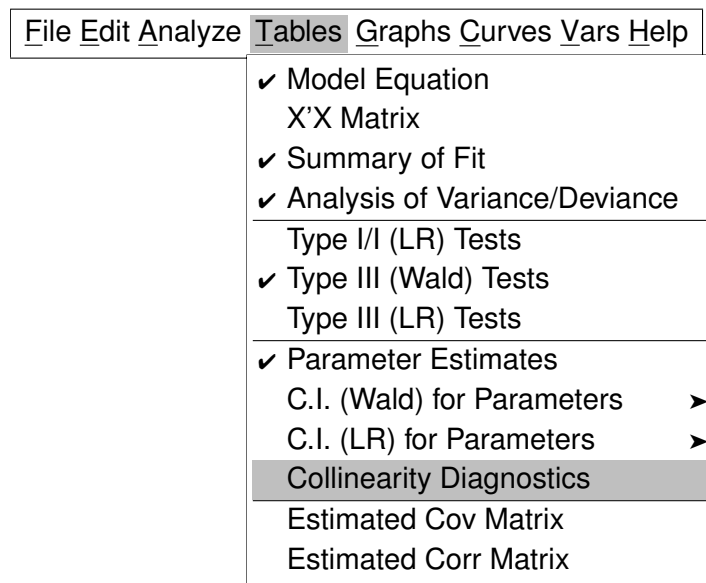 File Edit Analyze Tables Graphs Curves Vars Help
✔ Model Equation
X'X Matrix
✔ Summary of Fit
✔ Analysis of Variance/Deviance
Type I/I (LR) Tests
✔ Type III (Wald) Tests
Type III (LR) Tests
✔ Parameter Estimates
C.I. (Wald) for Parameters ➤
C.I. (LR) for Parameters ➤
Collinearity Diagnostics
Estimated Cov Matrix
Estimated Corr Matrix